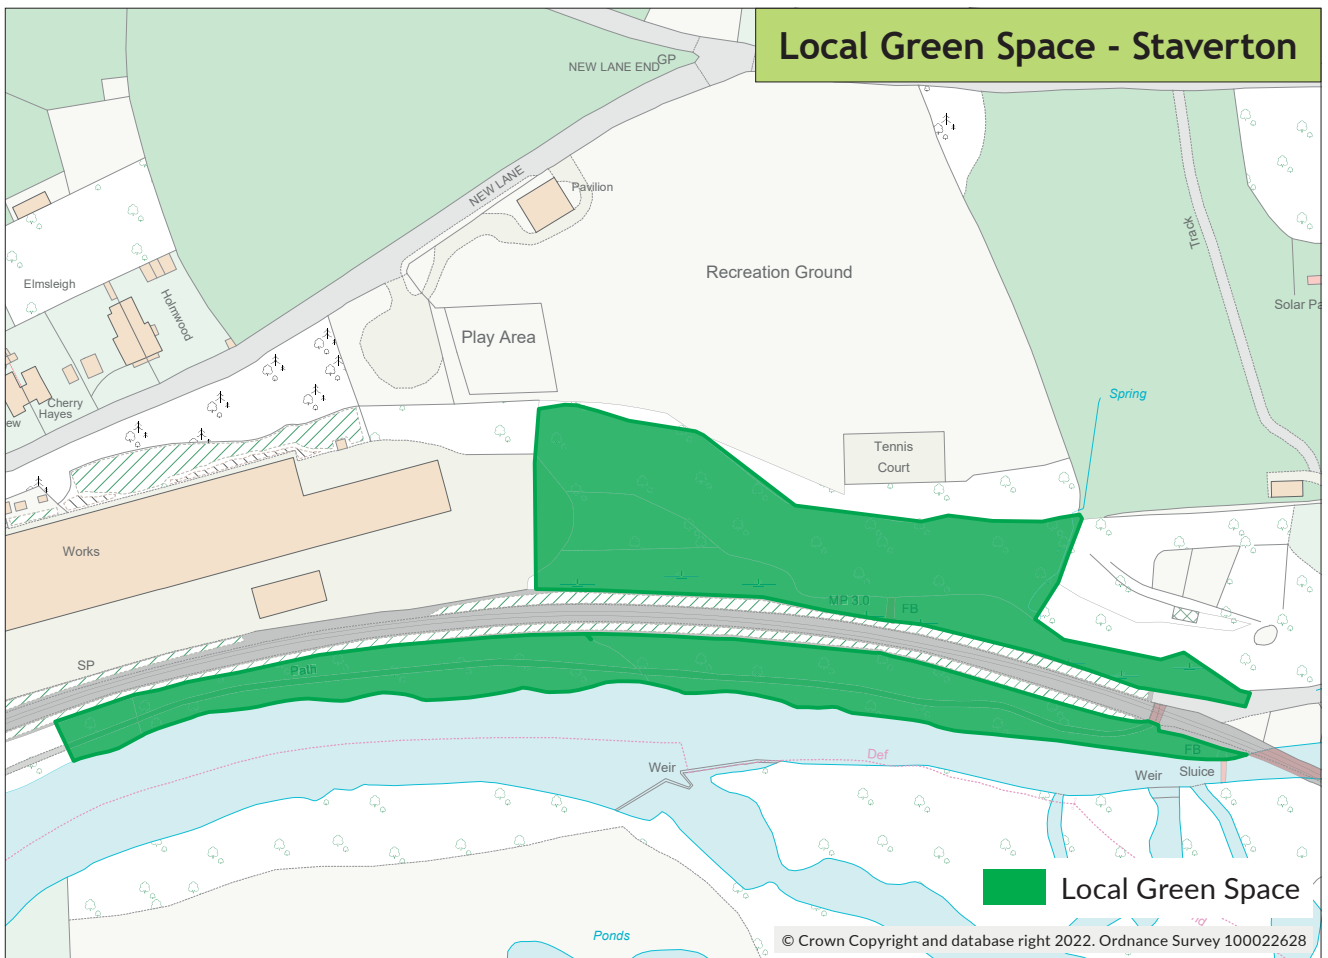 Local Green Space - Staverton
NEW LANE END
GP
NEW LANE
Pavilion
Track
Recreation Ground
Elmsleigh
Holmwood
Solar
Play Area
Spring
Cherry
Hayes
ew
Tennis
Court
Works
MP 3.0
FB
SP
Path
FB
Def
Weir
Weir
Sluice
Local Green Space
Ponds
© Crown Copyright and database right 2022. Ordnance Survey 100022628